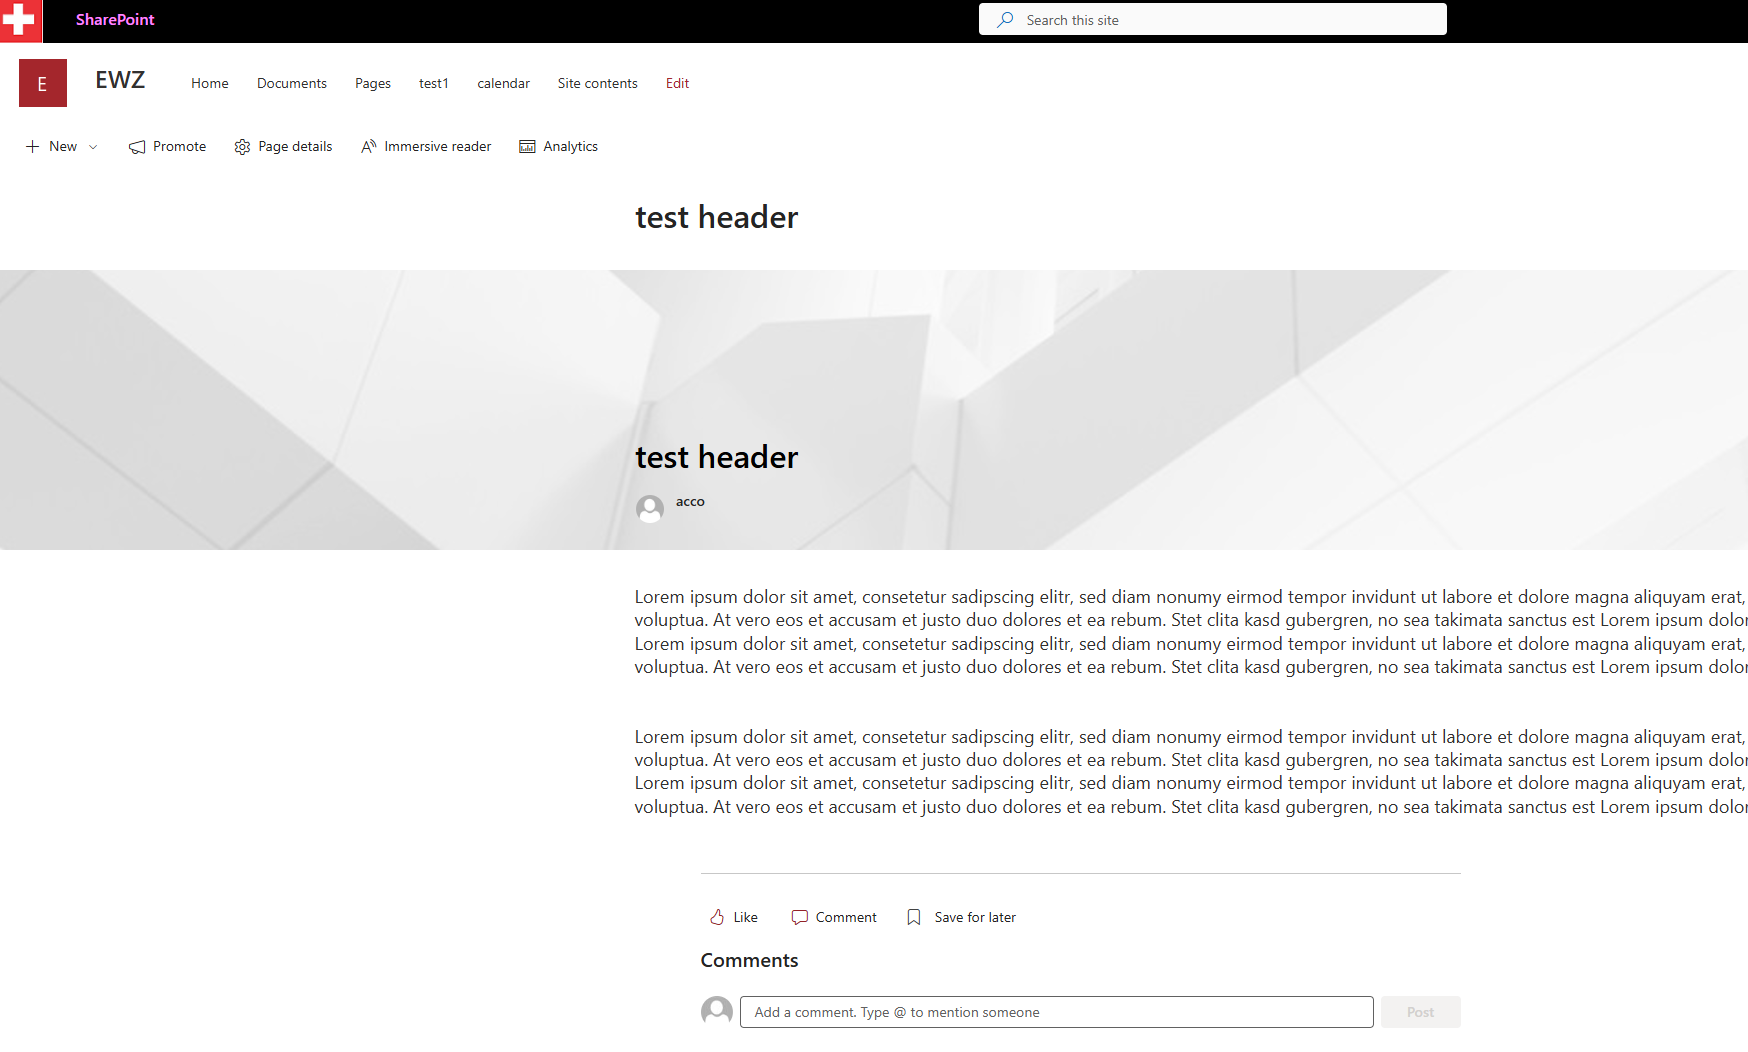 SharePoint
Search this site
E
EWZ
Home
Documents
Pages
test1
calendar
Site contents
Edit
New
Promote
Page details
Immersive reader
Analytics
test header
test header
acco
Lorem ipsum dolor sit amet, consetetur sadipscing elitr, sed diam nonumy eirmod tempor invidunt ut labore et dolore magna aliquyam erat,
voluptua. At vero eos et accusam et justo duo dolores et ea rebum. Stet clita kasd gubergren, no sea takimata sanctus est Lorem ipsum dolor
Lorem ipsum dolor sit amet, consetetur sadipscing elitr, sed diam nonumy eirmod tempor invidunt ut labore et dolore magna aliquyam erat,
voluptua. At vero eos et accusam et justo duo dolores et ea rebum. Stet clita kasd gubergren, no sea takimata sanctus est Lorem ipsum dolor
Lorem ipsum dolor sit amet, consetetur sadipscing elitr, sed diam nonumy eirmod tempor invidunt ut labore et dolore magna aliquyam erat,
voluptua. At vero eos et accusam et justo duo dolores et ea rebum. Stet clita kasd gubergren, no sea takimata sanctus est Lorem ipsum dolor
Lorem ipsum dolor sit amet, consetetur sadipscing elitr, sed diam nonumy eirmod tempor invidunt ut labore et dolore magna aliquyam erat,
voluptua. At vero eos et accusam et justo duo dolores et ea rebum. Stet clita kasd gubergren, no sea takimata sanctus est Lorem ipsum dolor
Like
Comment
Save for later
Comments
Add a comment. Type @ to mention someone
Post